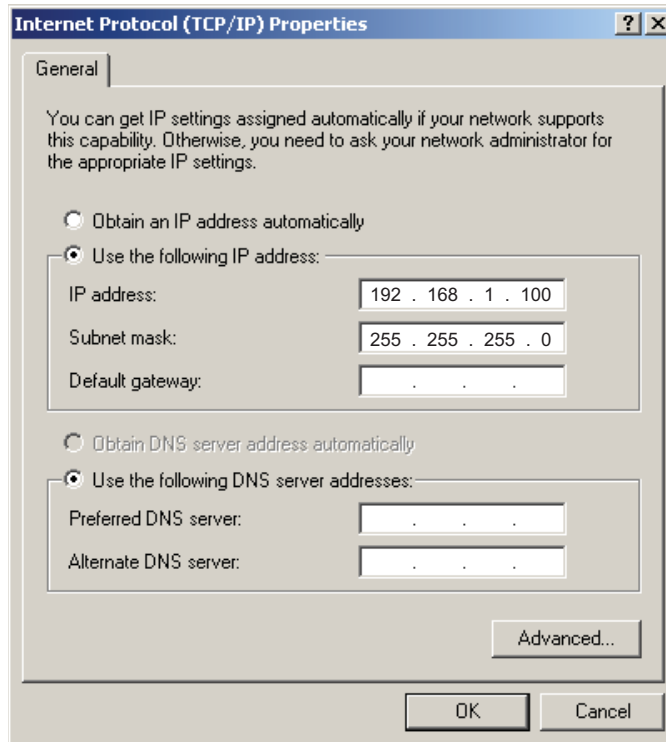 Internet Protocol (TCP/IP) Properties
General
You can get IP settings assigned automatically if your network supports
this capability. Otherwise, you need to ask your network administrator for
the appropriate IP settings.
Obtain an IP address automatically
Use the following IP address:
IP address: 192 . 168 . 1 . 100
Subnet mask: 255 . 255 . 255 . 0
Default gateway: . . .
Obtain DNS server address automatically
Use the following DNS server addresses:
Preferred DNS server: . . .
Alternate DNS server: . . .
Advanced...
OK Cancel